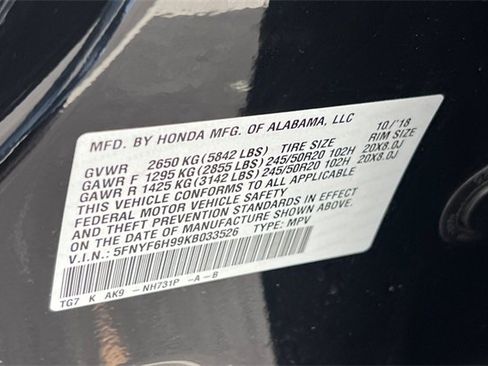 MFD. BY HONDA MFG. OF ALABAMA, LLC 10/'18
GVWR 2650 KG (5842 LBS) TIRE SIZE RIM SIZE
GAWR F 1295 KG (2855 LBS) 245/50R20 102H 20X8.0J
GAWR R 1425 KG (3142 LBS) 245/50R20 102H 20X8.0J
THIS VEHICLE CONFORMS TO ALL APPLICABLE
FEDERAL MOTOR VEHICLE SAFETY
AND THEFT PREVENTION STANDARDS IN EFFECT
ON THE DATE OF MANUFACTURE SHOWN ABOVE.
V.I.N.: 5FNYF6H99KB033526 TYPE: MPV
TG7 K AK9 -NH731P -A-B